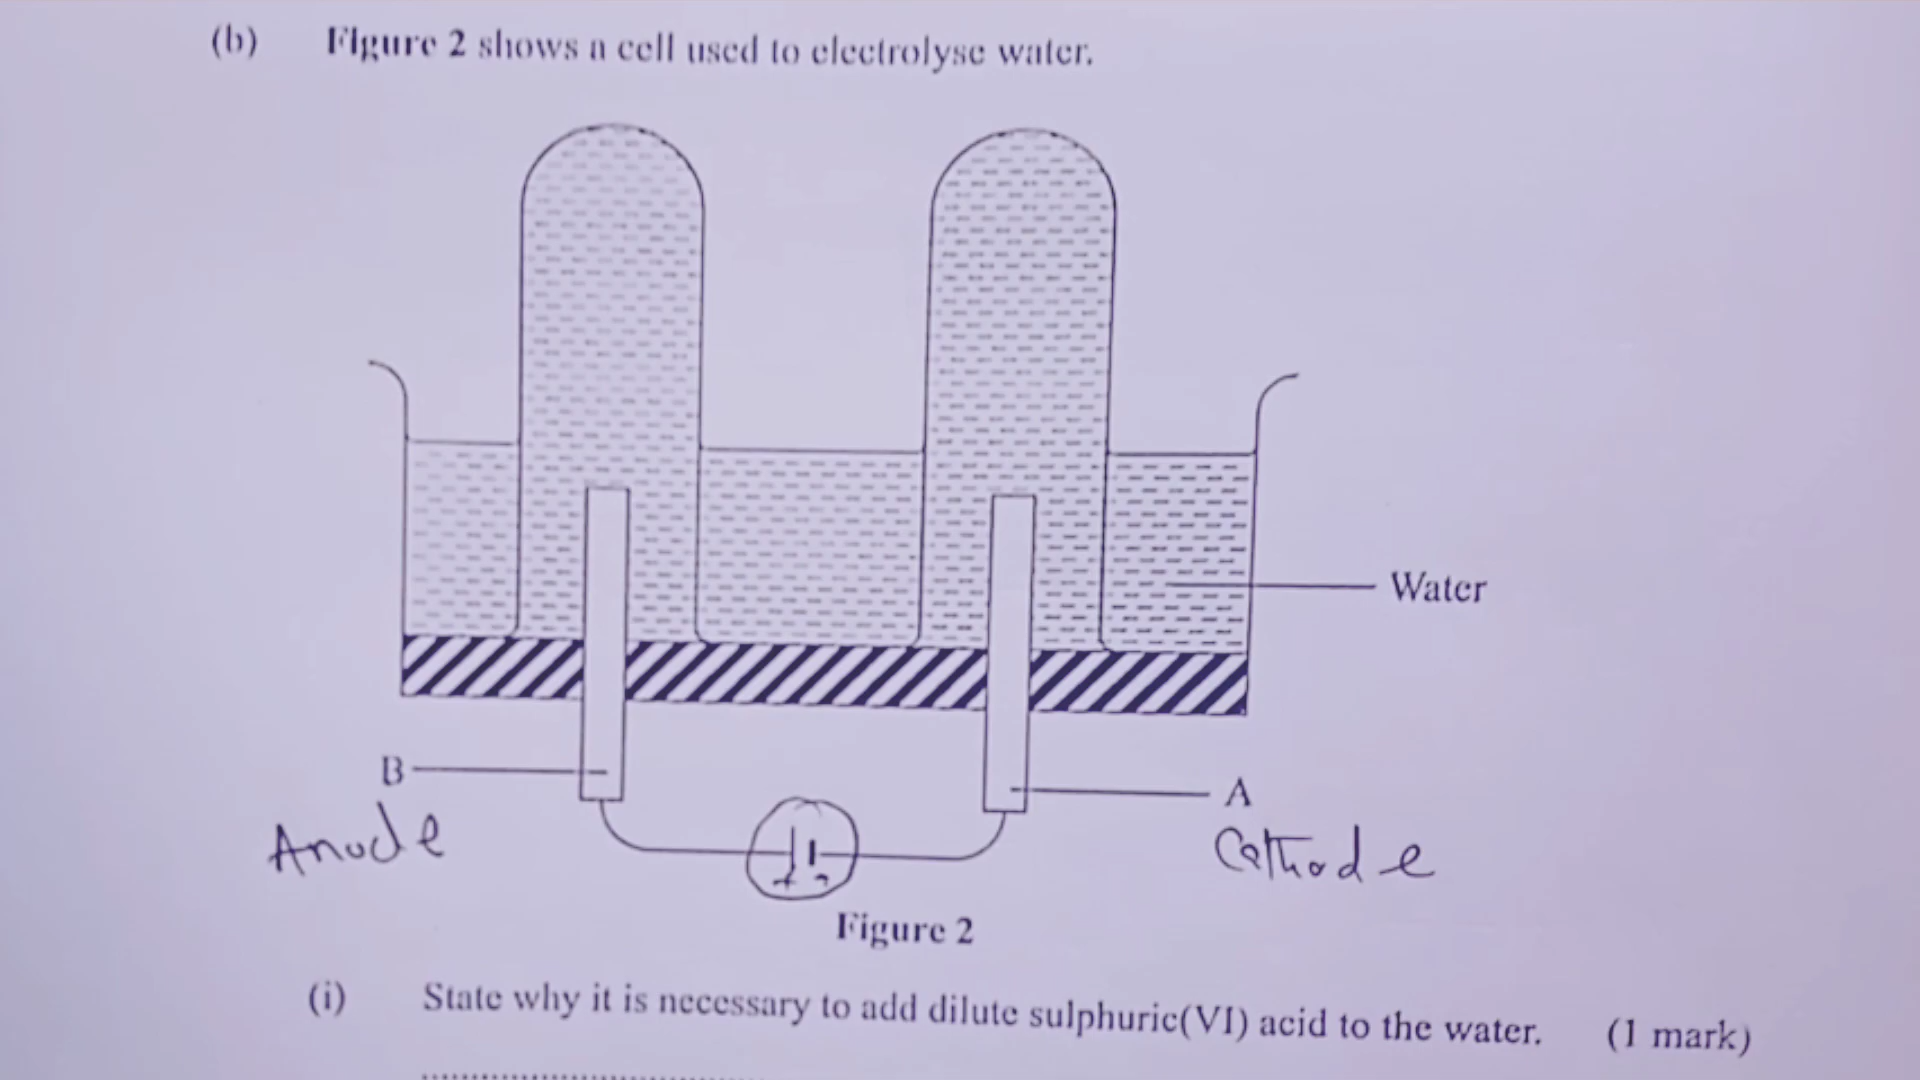 (b) Figure 2 shows a cell used to electrolyse water.
Water
B
A
Anode
Cathode
+ -
Figure 2
(i) State why it is necessary to add dilute sulphuric(VI) acid to the water. (1 mark)